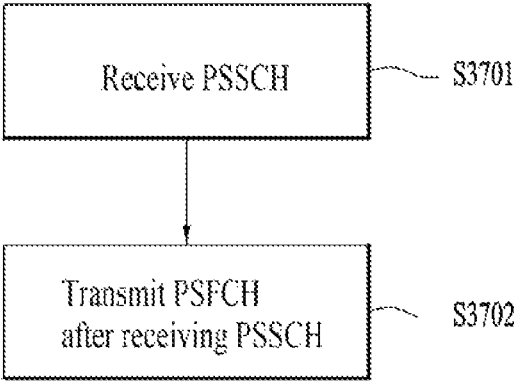 Receive PSSCH
S3701
Transmit PSFCH
after receiving PSSCH
S3702